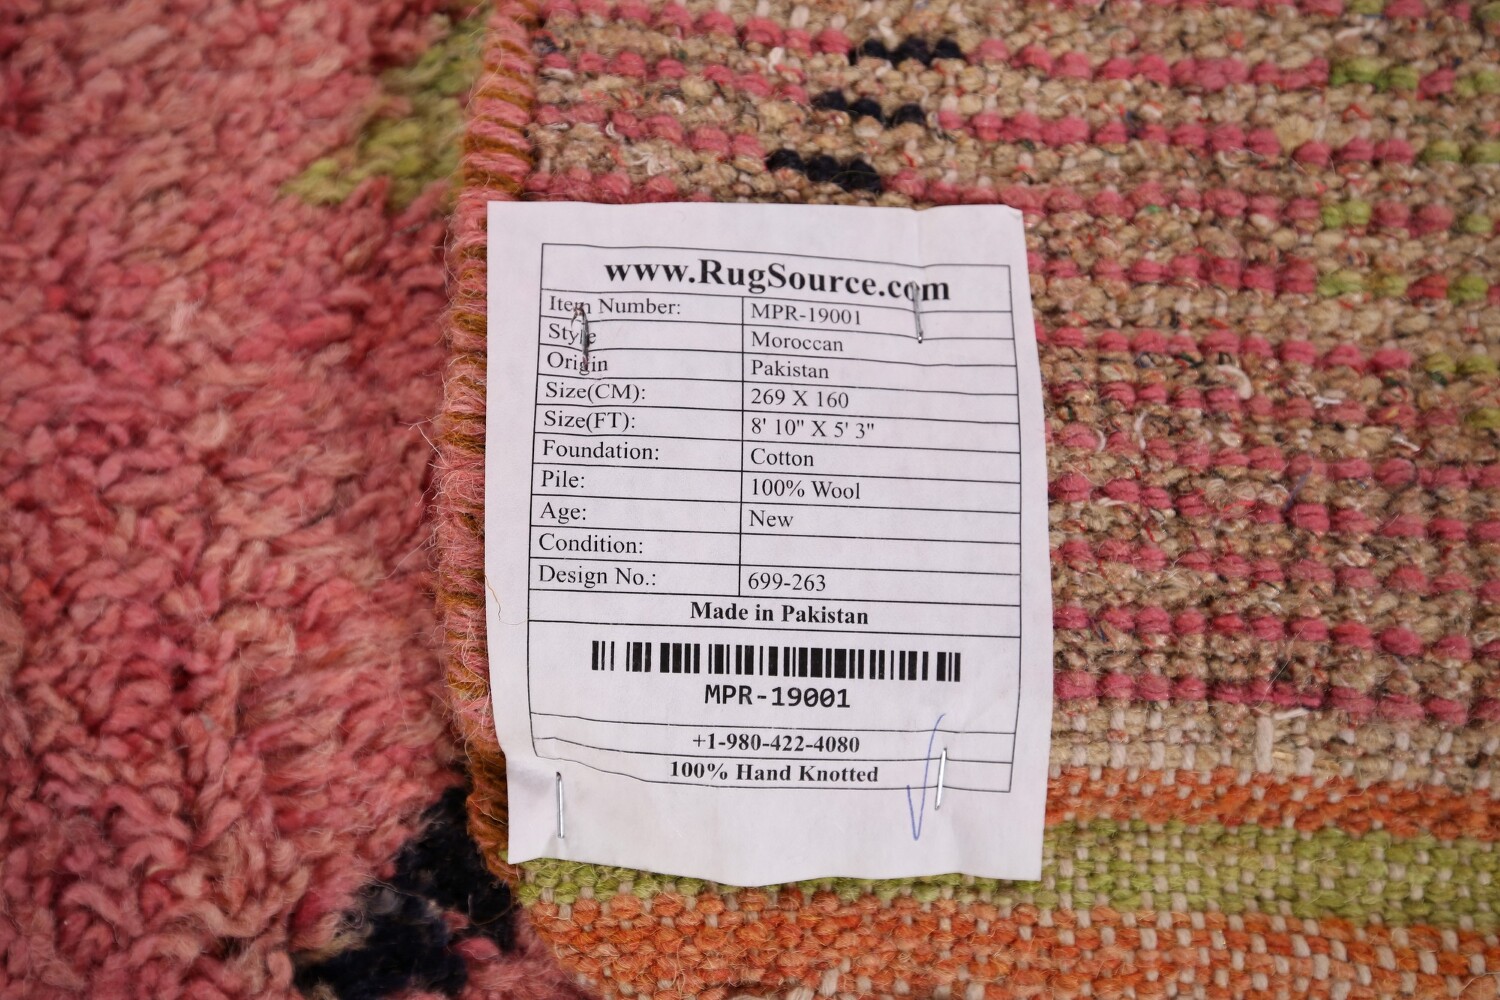 www.RugSource.com
Item Number: MPR-19001
Style Moroccan
Origin Pakistan
Size(CM): 269 X 160
Size(FT): 8' 10" X 5' 3"
Foundation: Cotton
Pile: 100% Wool
Age: New
Condition:
Design No.: 699-263
Made in Pakistan
MPR-19001
+1-980-422-4080
100% Hand Knotted